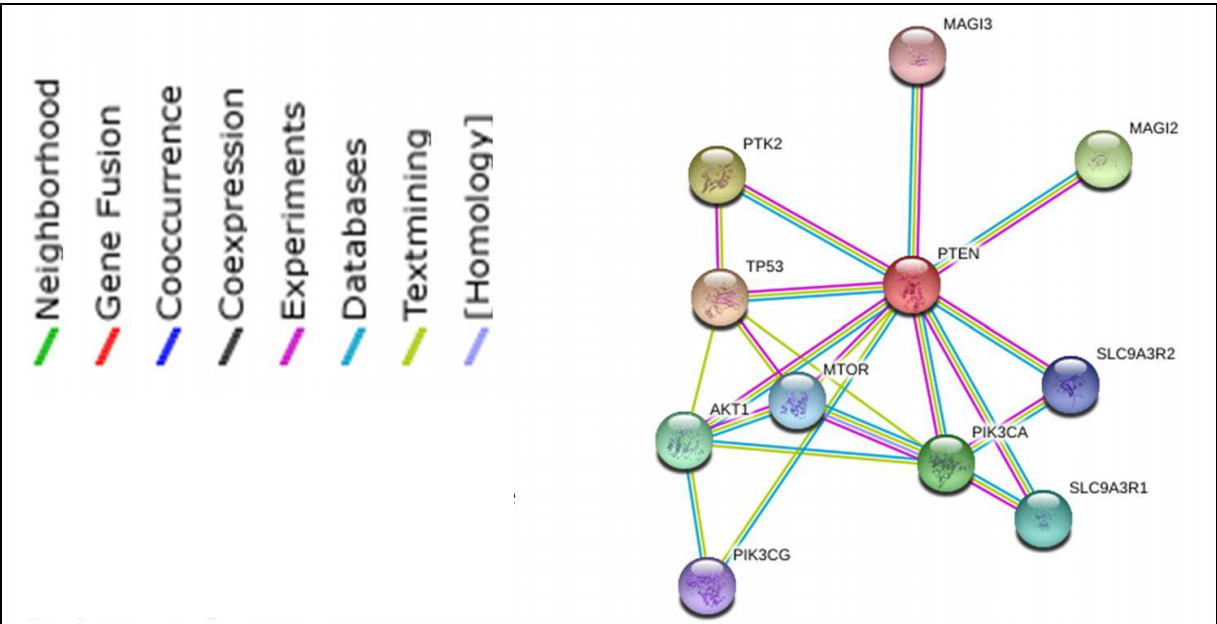 Neighborhood
Gene Fusion
Cooccurrence
Coexpression
Experiments
Databases
Textmining
[Homology]
MAGI3
MAGI2
PTK2
PTEN
TP53
SLC9A3R2
MTOR
AKT1
PIK3CA
SLC9A3R1
PIK3CG